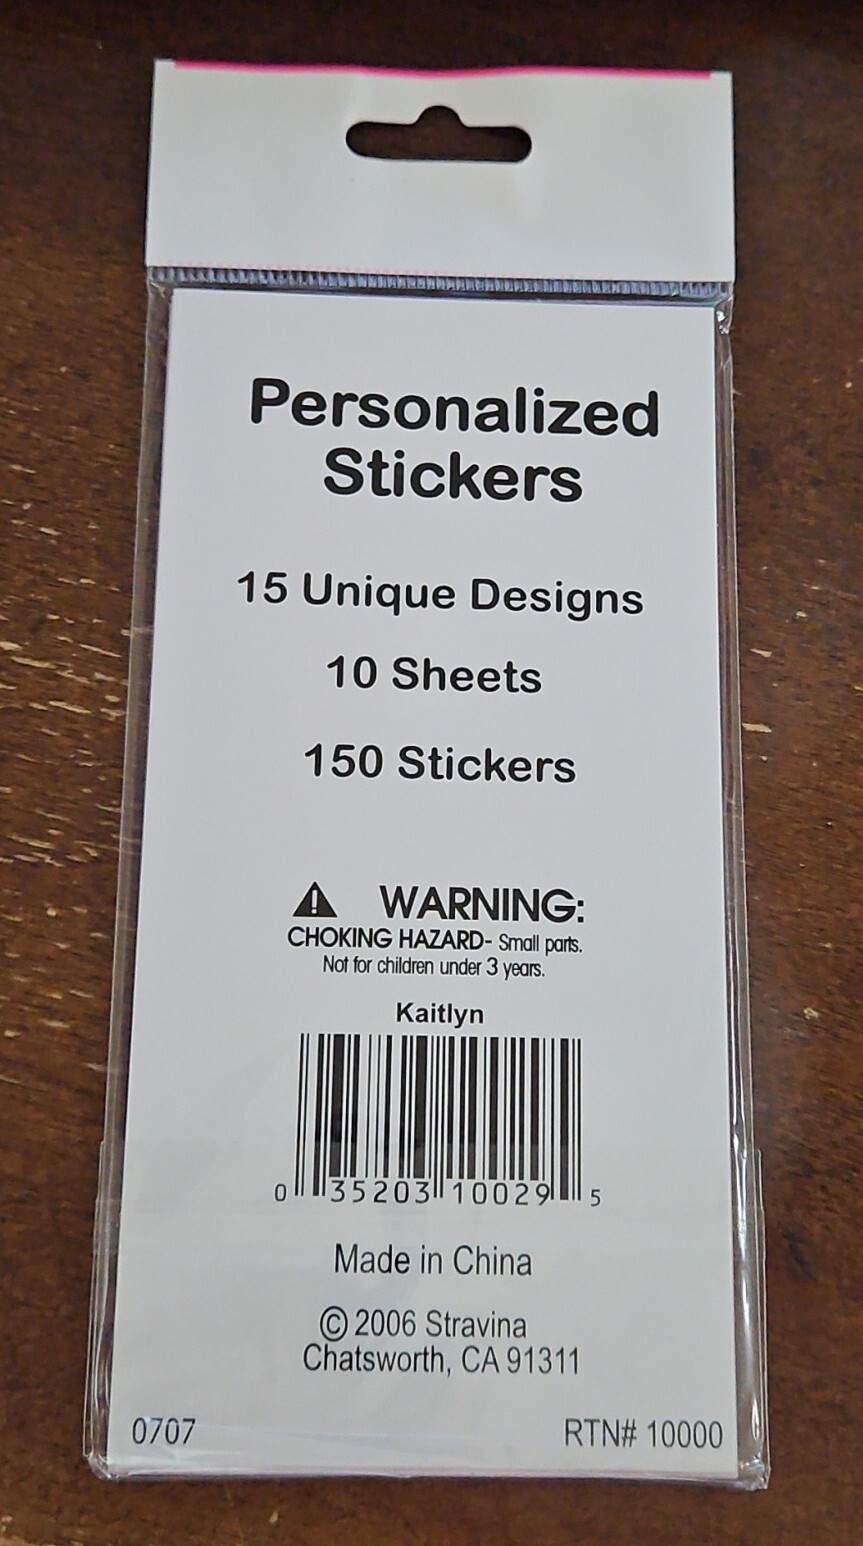 Personalized
Stickers
15 Unique Designs
10 Sheets
150 Stickers
WARNING:
CHOKING HAZARD- Small parts.
Not for children under 3 years.
Kaitlyn
0 35203 10029 5
Made in China
© 2006 Stravina
Chatsworth, CA 91311
0707 RTN# 10000